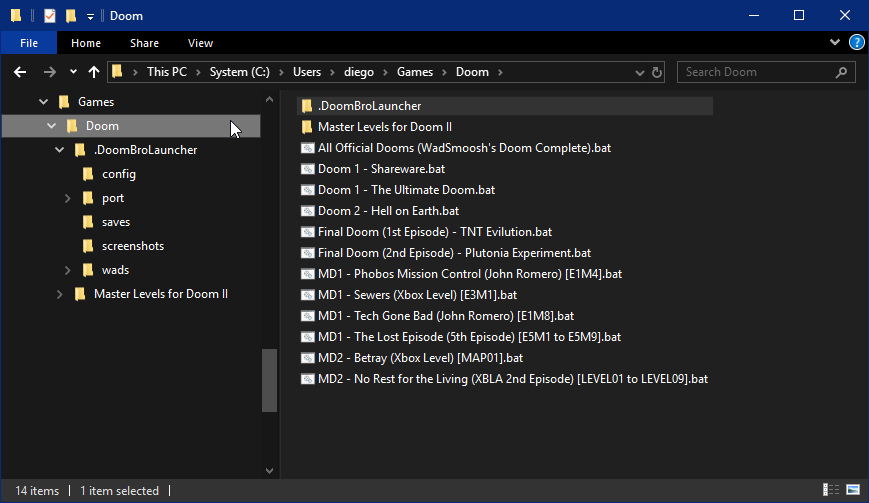 Doom
File Home Share View
This PC System (C:) Users diego Games Doom
Search Doom
Games
Doom
.DoomBroLauncher
config
port
saves
screenshots
wads
Master Levels for Doom II
.DoomBroLauncher
Master Levels for Doom II
All Official Dooms (WadSmoosh's Doom Complete).bat
Doom 1 - Shareware.bat
Doom 1 - The Ultimate Doom.bat
Doom 2 - Hell on Earth.bat
Final Doom (1st Episode) - TNT Evilution.bat
Final Doom (2nd Episode) - Plutonia Experiment.bat
MD1 - Phobos Mission Control (John Romero) [E1M4].bat
MD1 - Sewers (Xbox Level) [E3M1].bat
MD1 - Tech Gone Bad (John Romero) [E1M8].bat
MD1 - The Lost Episode (5th Episode) [E5M1 to E5M9].bat
MD2 - Betray (Xbox Level) [MAP01].bat
MD2 - No Rest for the Living (XBLA 2nd Episode) [LEVEL01 to LEVEL09].bat
14 items 1 item selected